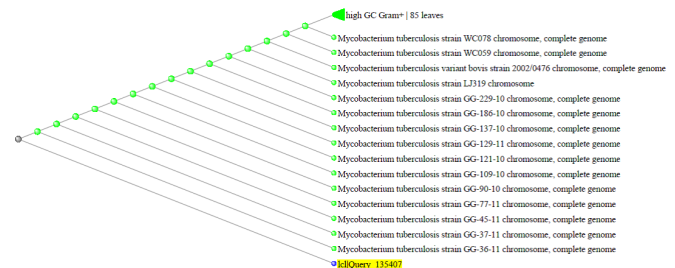 high GC Gram+ | 85 leaves
Mycobacterium tuberculosis strain WC078 chromosome, complete genome
Mycobacterium tuberculosis strain WC059 chromosome, complete genome
Mycobacterium tuberculosis variant bovis strain 2002/0476 chromosome, complete genome
Mycobacterium tuberculosis strain LJ319 chromosome
Mycobacterium tuberculosis strain GG-229-10 chromosome, complete genome
Mycobacterium tuberculosis strain GG-186-10 chromosome, complete genome
Mycobacterium tuberculosis strain GG-137-10 chromosome, complete genome
Mycobacterium tuberculosis strain GG-129-11 chromosome, complete genome
Mycobacterium tuberculosis strain GG-121-10 chromosome, complete genome
Mycobacterium tuberculosis strain GG-109-10 chromosome, complete genome
Mycobacterium tuberculosis strain GG-90-10 chromosome, complete genome
Mycobacterium tuberculosis strain GG-77-11 chromosome, complete genome
Mycobacterium tuberculosis strain GG-45-11 chromosome, complete genome
Mycobacterium tuberculosis strain GG-37-11 chromosome, complete genome
Mycobacterium tuberculosis strain GG-36-11 chromosome, complete genome
lcl|Query_135407